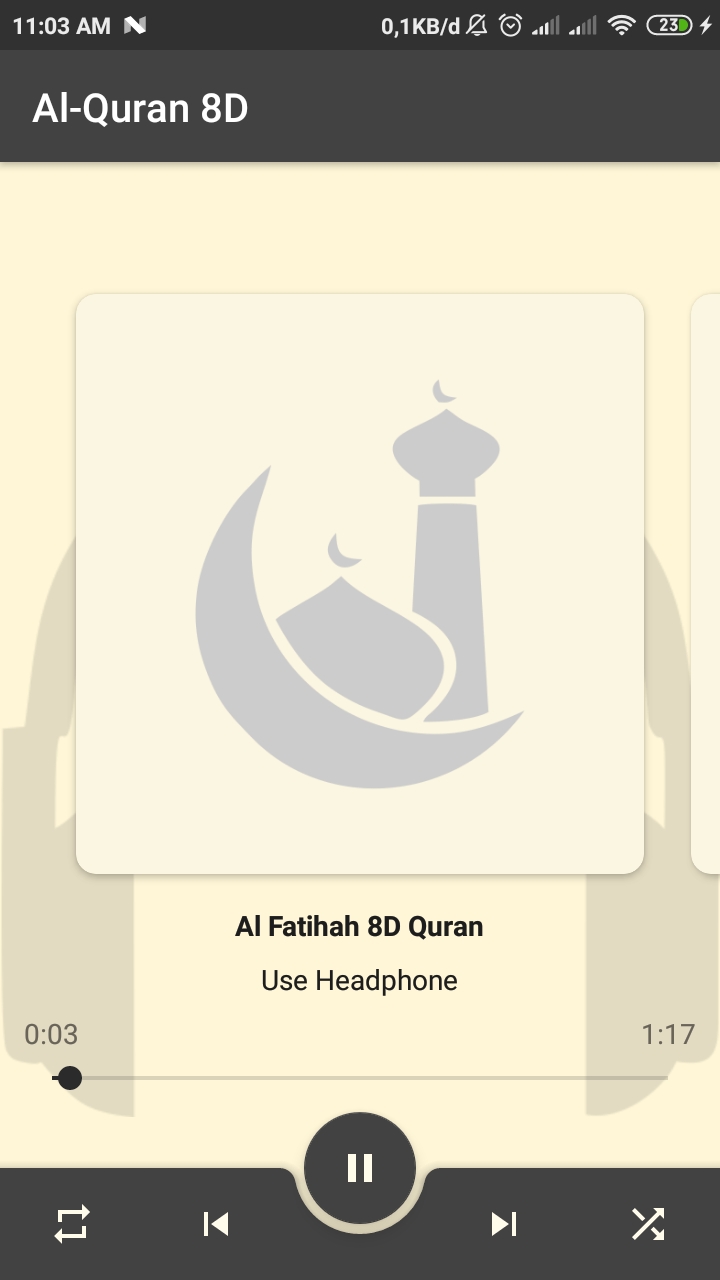 11:03 AM 0,1KB/d 23
Al-Quran 8D
Al Fatihah 8D Quran
Use Headphone
0:03 1:17